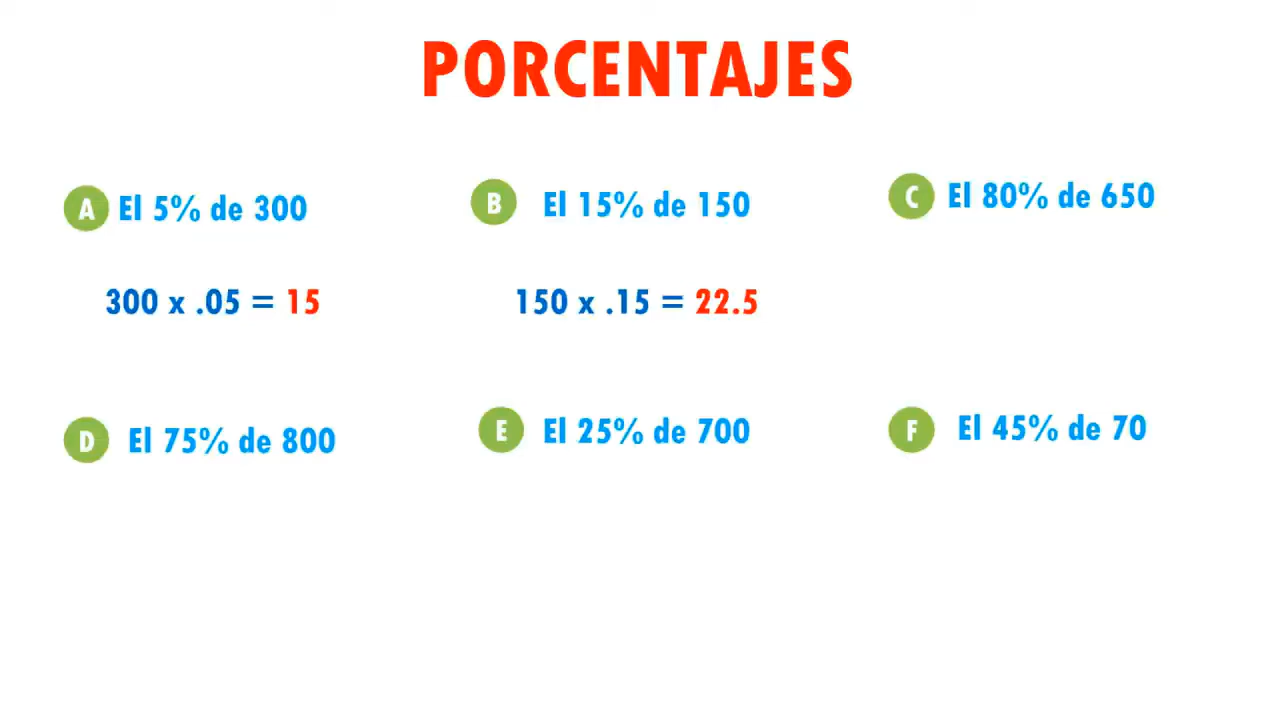 PORCENTAJES
A El 5% de 300
B El 15% de 150
C El 80% de 650
300 x .05 = 15
150 x .15 = 22.5
D El 75% de 800
E El 25% de 700
F El 45% de 70